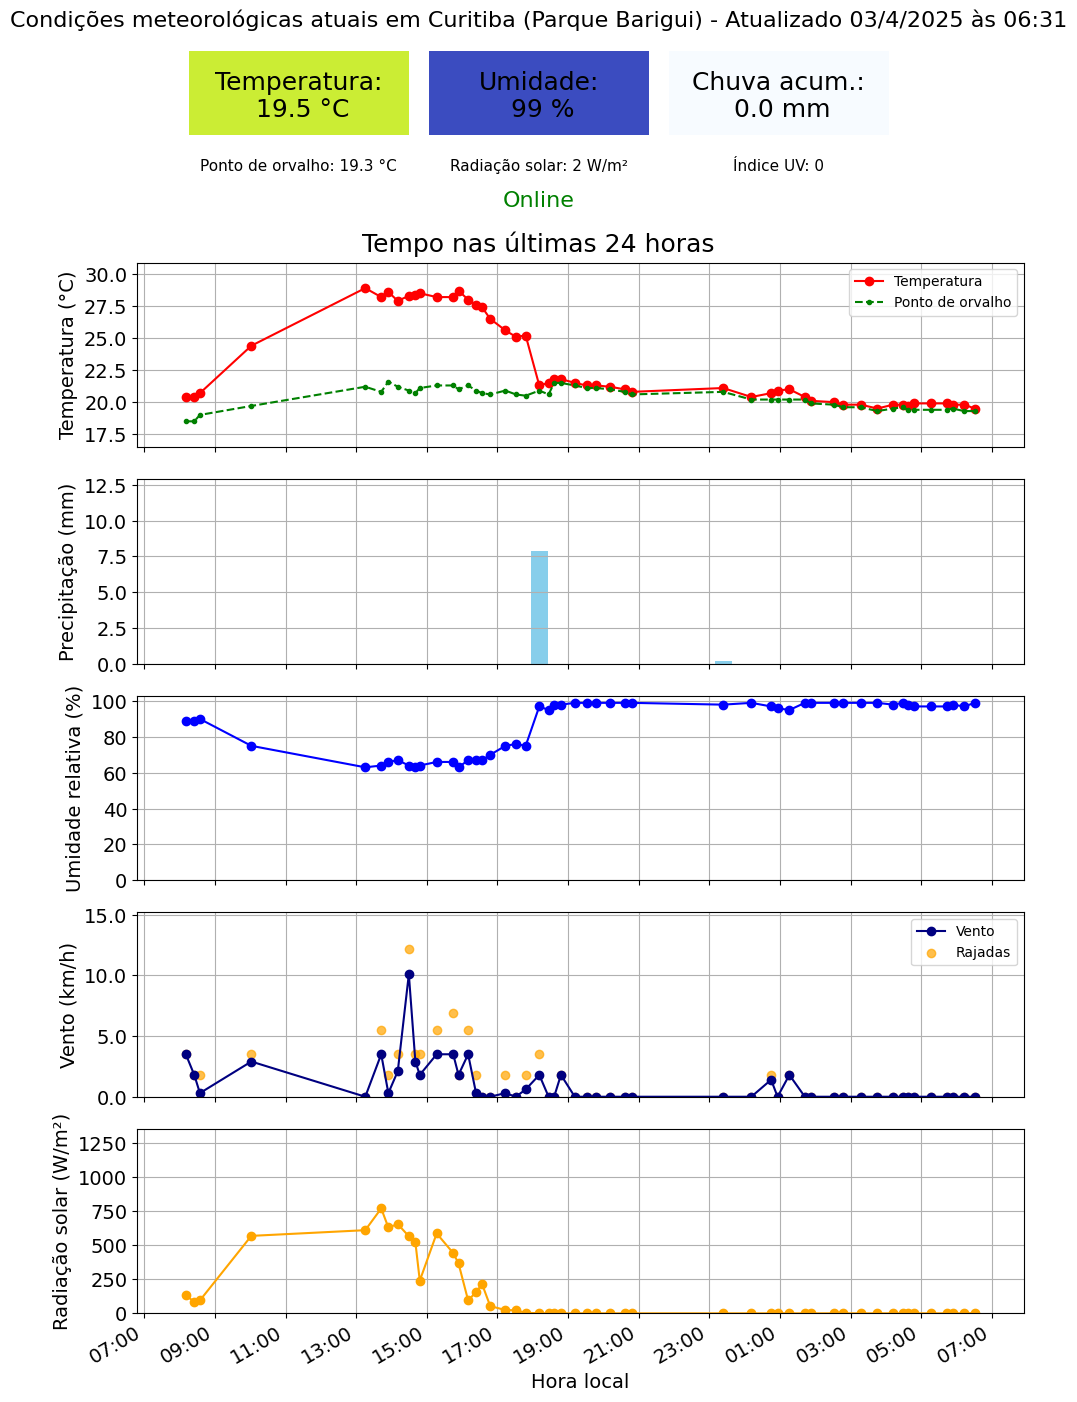 Condições meteorológicas atuais em Curitiba (Parque Barigui) - Atualizado 03/4/2025 às 06:31
Temperatura:
19.5 °C
Umidade:
99 %
Chuva acum.:
0.0 mm
Ponto de orvalho: 19.3 °C
Radiação solar: 2 W/m²
Índice UV: 0
Online
Tempo nas últimas 24 horas
Temperatura (°C)
30.0
27.5
25.0
22.5
20.0
17.5
Temperatura
Ponto de orvalho
Precipitação (mm)
12.5
10.0
7.5
5.0
2.5
0.0
Umidade relativa (%)
100
80
60
40
20
0
Vento (km/h)
15.0
10.0
5.0
0.0
Vento
Rajadas
Radiação solar (W/m²)
1250
1000
750
500
250
0
07:00
09:00
11:00
13:00
15:00
17:00
19:00
21:00
23:00
01:00
03:00
05:00
07:00
Hora local